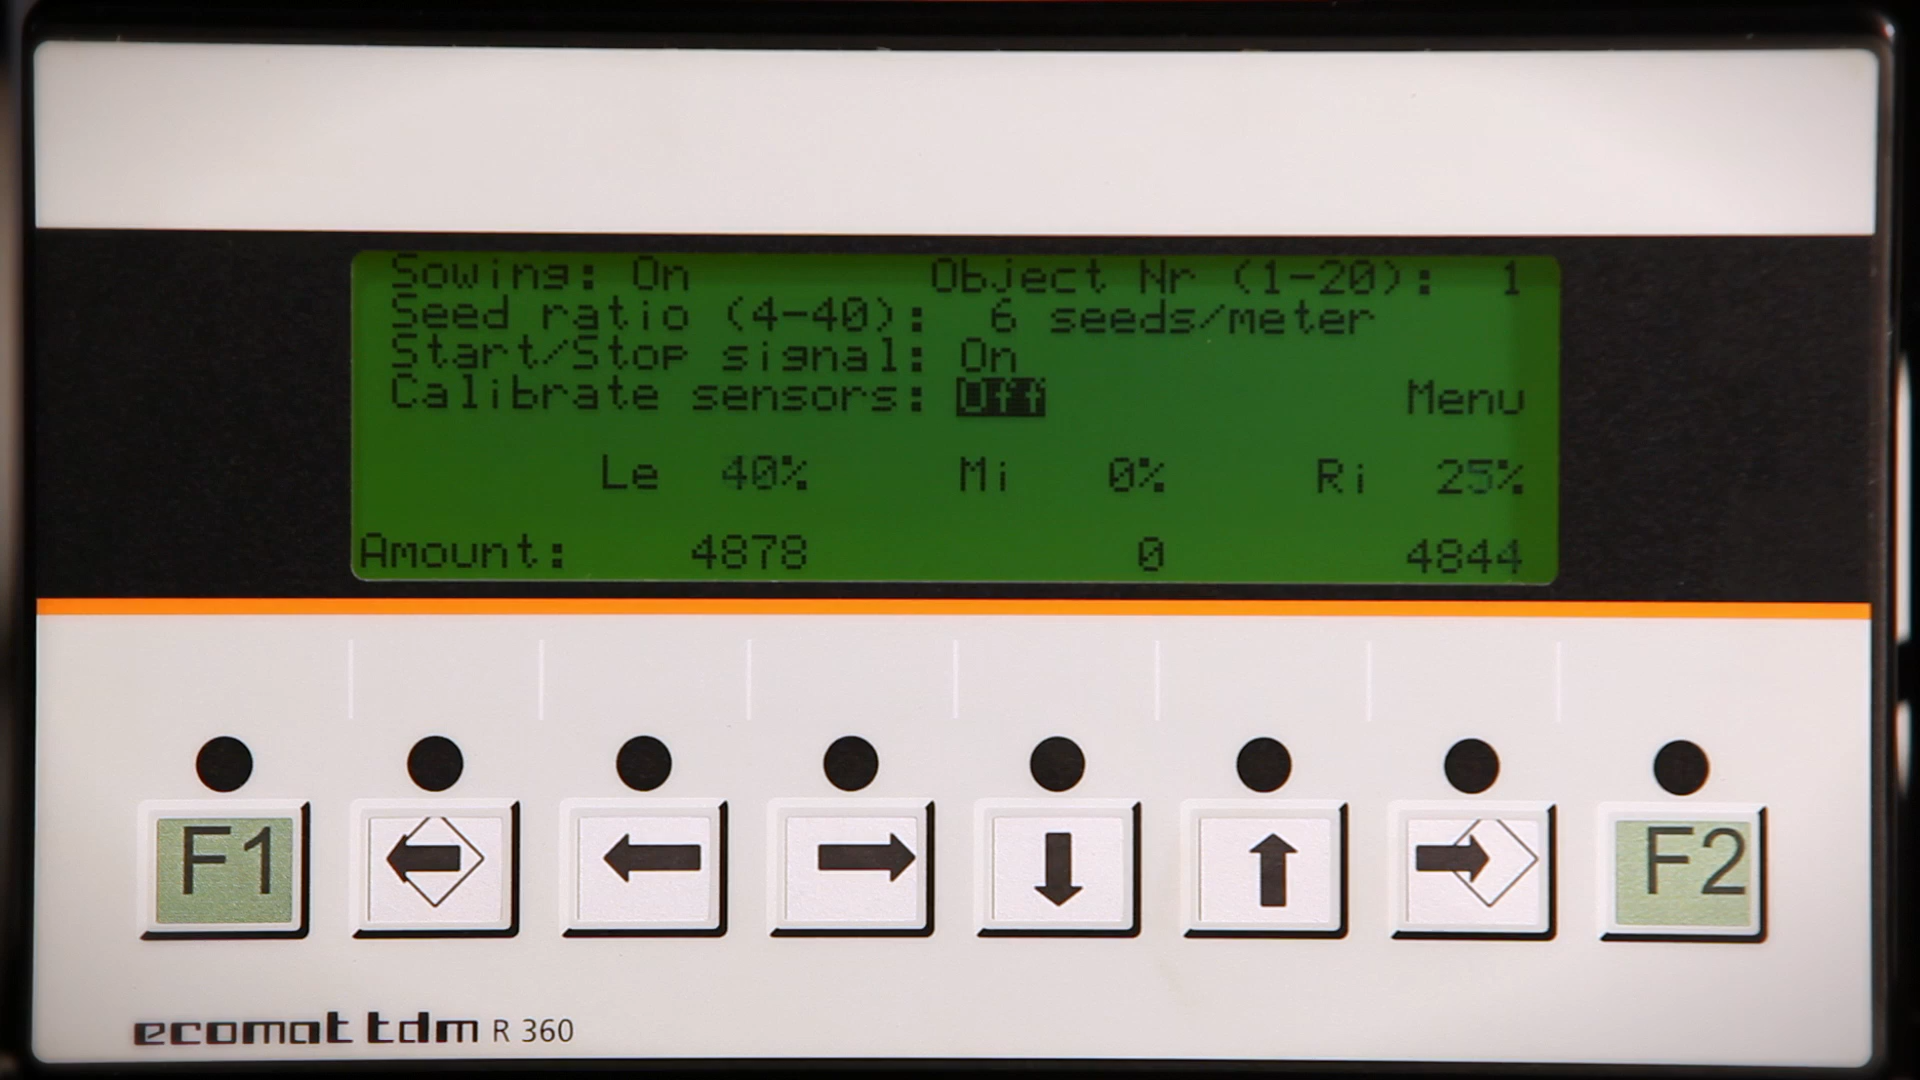 Sowing: On Object Nr (1-20): 1
Seed ratio (4-40): 6 seeds/meter
Start/Stop signal: On
Calibrate sensors: Off Menu
Le 40% Mi 0% Ri 25%
Amount: 4878 0 4844
F1 F2
ecomat tdm R 360